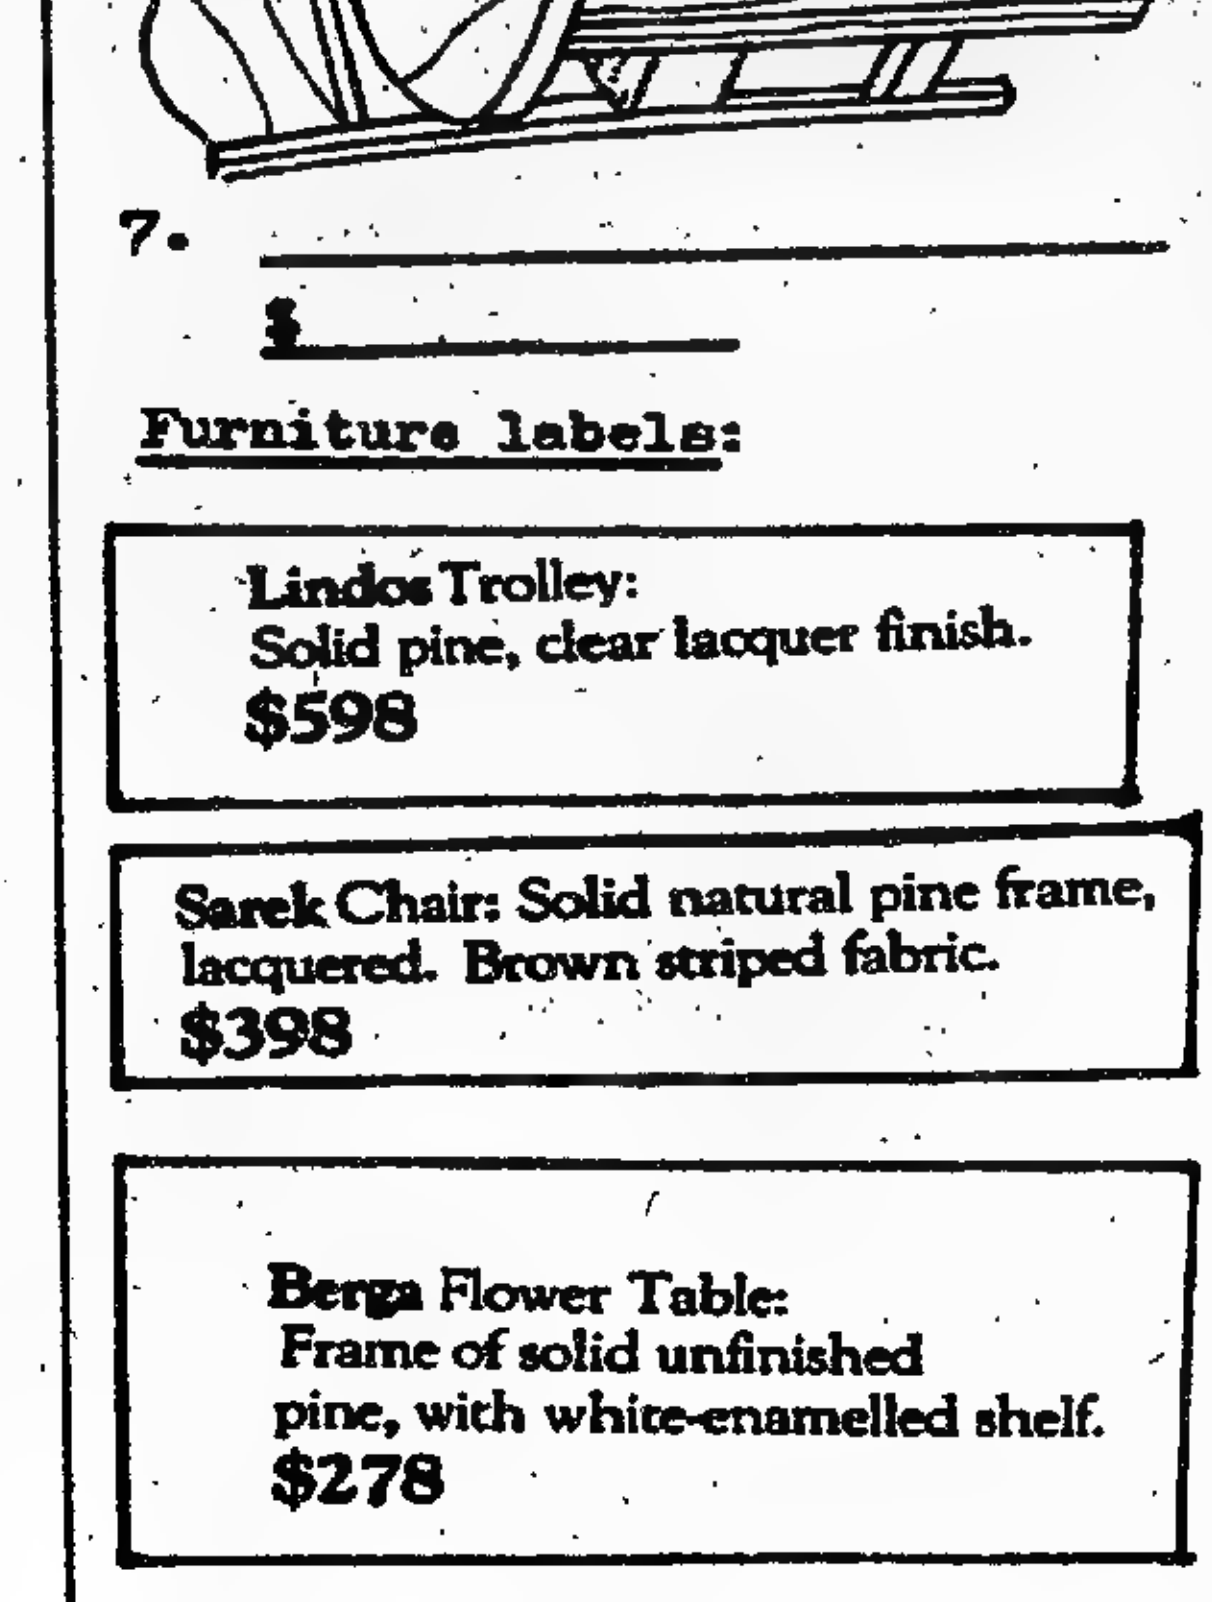 7.
$
Furniture labels:
Lindos Trolley:
Solid pine, clear lacquer finish.
$598
Sarek Chair: Solid natural pine frame,
lacquered. Brown striped fabric.
$398
Berga Flower Table:
Frame of solid unfinished
pine, with white-enamelled shelf.
$278